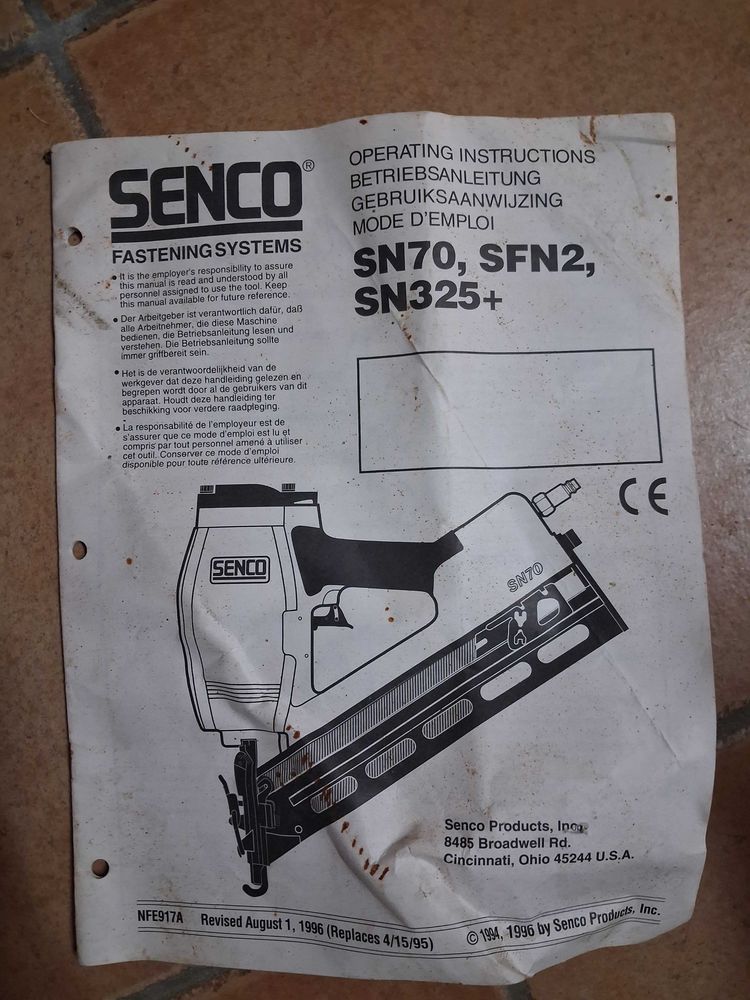 SENCO®
FASTENING SYSTEMS
• It is the employer's responsibility to assure
this manual is read and understood by all
personnel assigned to use the tool. Keep
this manual available for future reference.
• Der Arbeitgeber ist verantwortlich dafür, daß
alle Arbeitnehmer, die diese Maschine
bedienen, die Betriebsanleitung lesen und
verstehen. Die Betriebsanleitung sollte
immer griffbereit sein.
• Het is de verantwoordelijkheid van de
werkgever dat deze handleiding gelezen en
begrepen wordt door al de gebruikers van dit
apparaat. Houdt deze handleiding ter
beschikking voor verdere raadpleging.
• La responsabilité de l'employeur est de
s'assurer que ce mode d'emploi est lu et
compris par tout personnel amené à utiliser
cet outil. Conserver ce mode d'emploi
disponible pour toute référence ultérieure.
OPERATING INSTRUCTIONS
BETRIEBSANLEITUNG
GEBRUIKSAANWIJZING
MODE D'EMPLOI
SN70, SFN2,
SN325+
CE
SENCO
SN70
Senco Products, Inc.
8485 Broadwell Rd.
Cincinnati, Ohio 45244 U.S.A.
NFE917A Revised August 1, 1996 (Replaces 4/15/95) © 1994, 1996 by Senco Products, Inc.